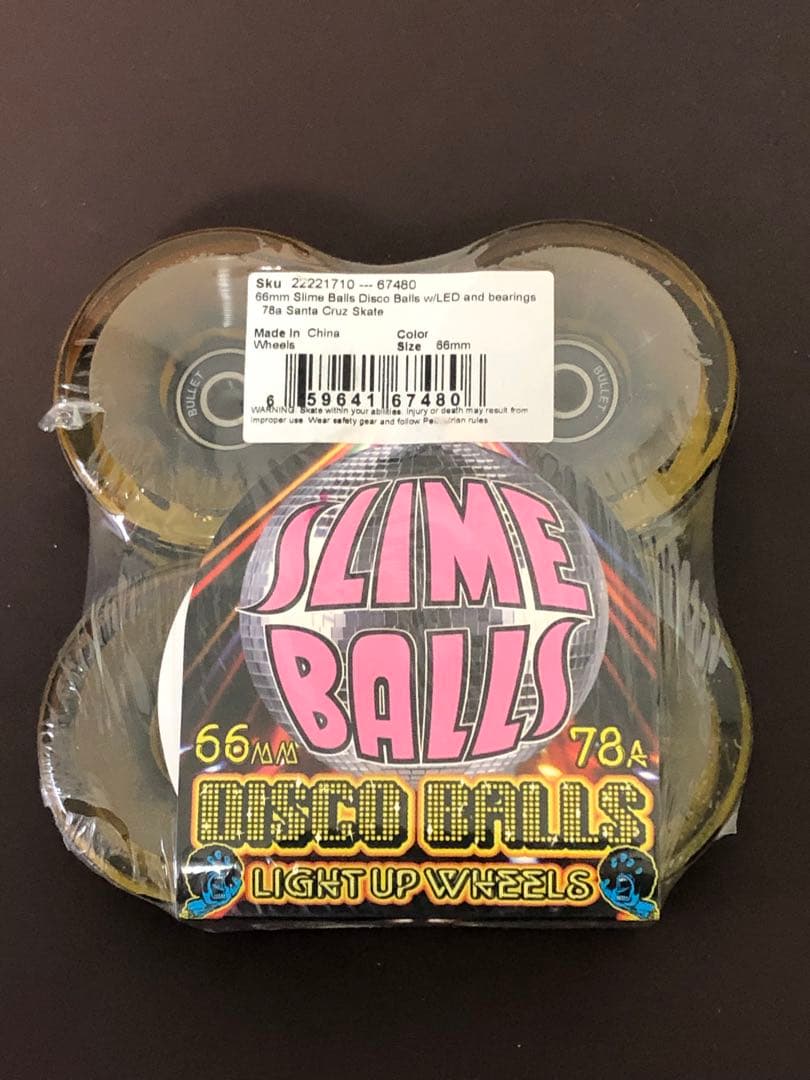 Sku 22221710 --- 67480
66mm Slime Balls Disco Balls w/LED and bearings
78a Santa Cruz Skate
Made In China Color
Wheels Size 66mm
BULLET
BULLET
6 59641 67480
WARNING: Skate within your abilities. Injury or death may result from
improper use. Wear safety gear and follow Pedestrian rules
SLIME
BALLS
66mm 78A
DISCO BALLS
LIGHT UP WHEELS